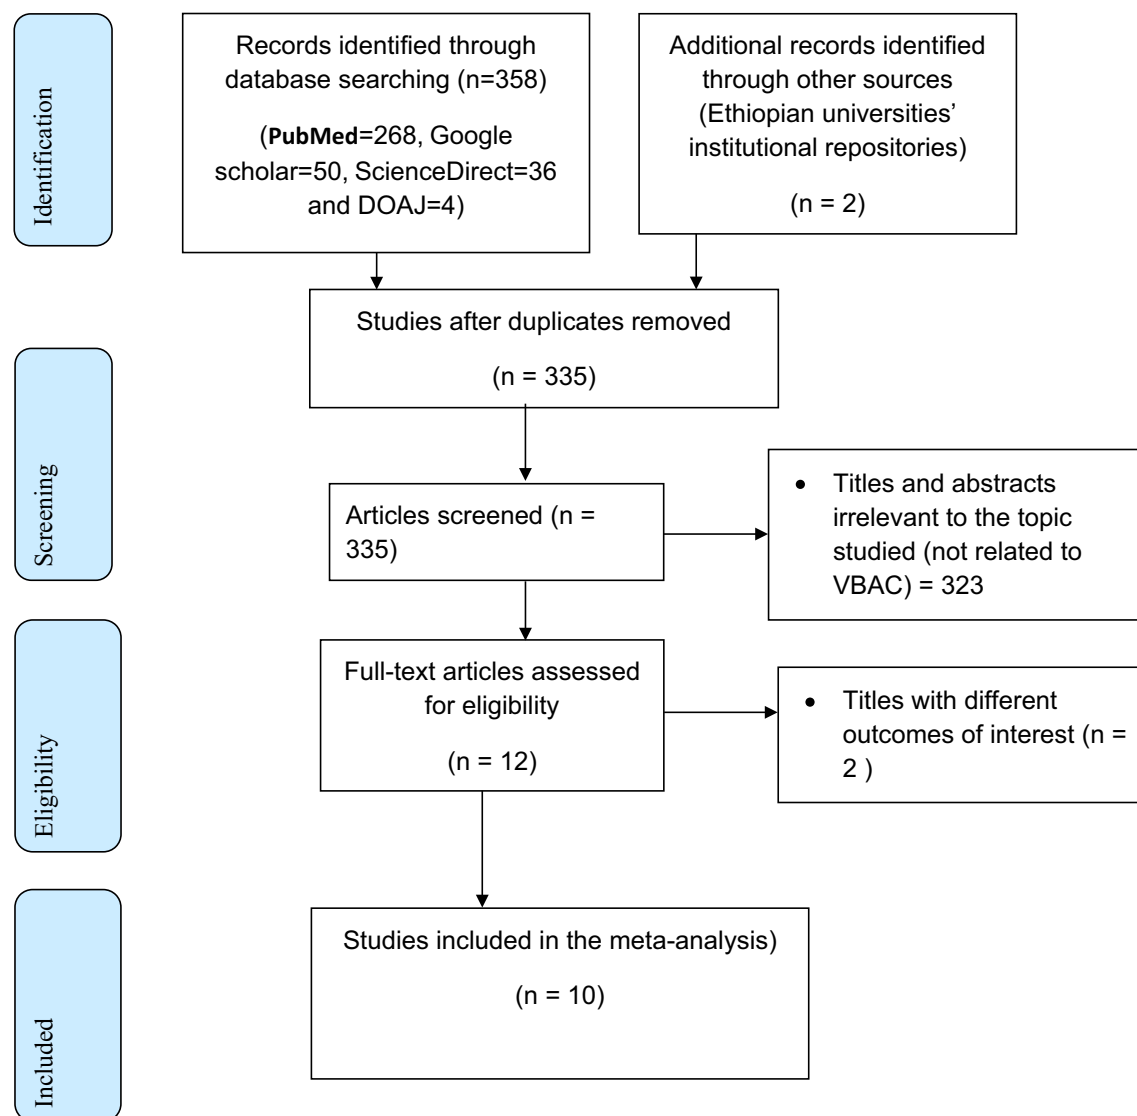 Identification
Records identified through
database searching (n=358)
(PubMed=268, Google
scholar=50, ScienceDirect=36
and DOAJ=4)
Additional records identified
through other sources
(Ethiopian universities’
institutional repositories)
(n = 2)
Studies after duplicates removed
(n = 335)
Screening
Articles screened (n =
335)
• Titles and abstracts
irrelevant to the topic
studied (not related to
VBAC) = 323
Eligibility
Full-text articles assessed
for eligibility
(n = 12)
• Titles with different
outcomes of interest (n =
2 )
Included
Studies included in the meta-analysis)
(n = 10)